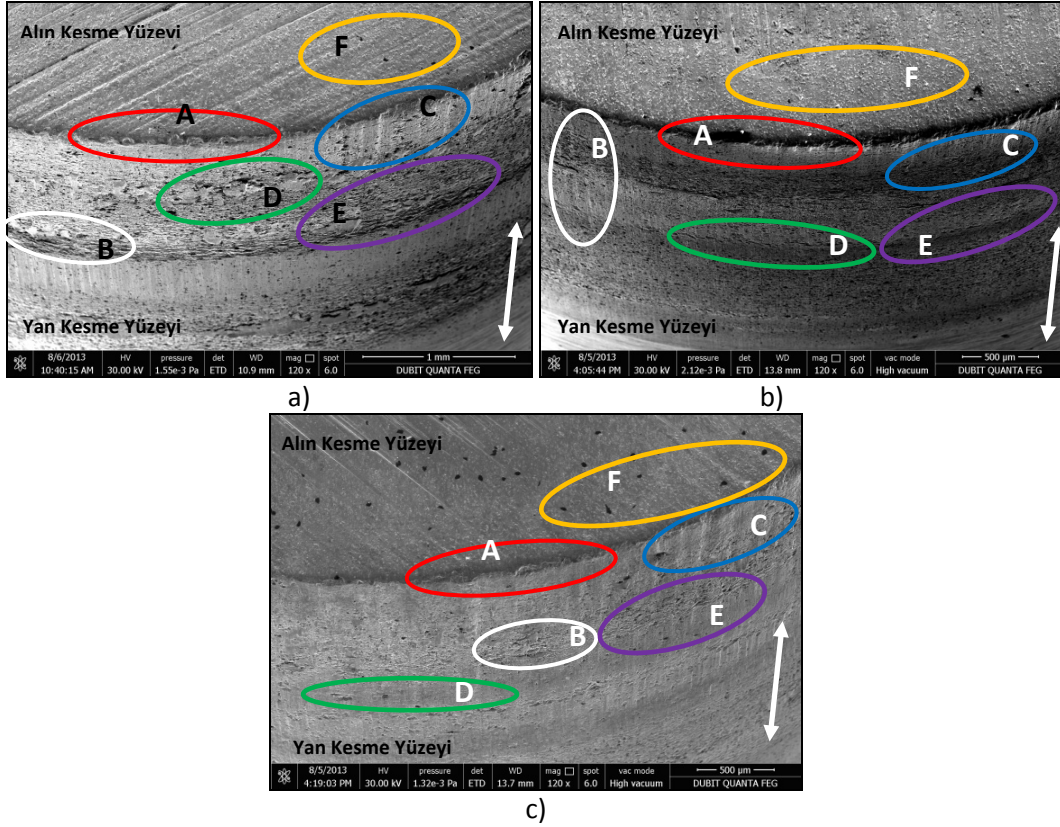 Alın Kesme Yüzevi
F
C
A
D
E
B
Yan Kesme Yüzeyi
8/6/2013 HV pressure det WD mag spot 1 mm
10:40:15 AM 30.00 kV 1.55e-3 Pa ETD 10.9 mm 120 x 6.0 DUBIT QUANTA FEG
a)
Alın Kesme Yüzeyi
F
A
B
C
D
E
Yan Kesme Yüzeyi
8/5/2013 HV pressure det WD mag spot vac mode 500 µm
4:05:44 PM 30.00 kV 2.12e-3 Pa ETD 13.8 mm 120 x 6.0 High vacuum DUBIT QUANTA FEG
b)
Alın Kesme Yüzeyi
F
C
A
E
B
D
Yan Kesme Yüzeyi
8/5/2013 HV pressure det WD mag spot vac mode 500 µm
4:19:03 PM 30.00 kV 1.32e-3 Pa ETD 13.7 mm 120 x 6.0 High vacuum DUBIT QUANTA FEG
c)